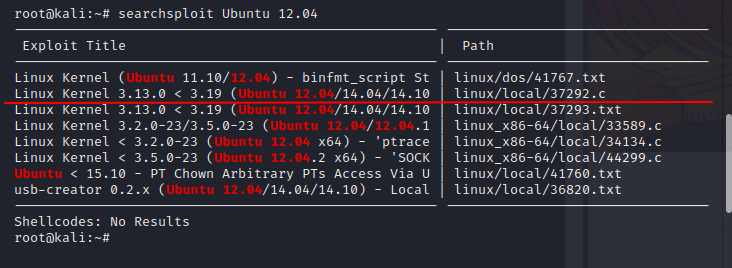 root@kali:~# searchsploit Ubuntu 12.04
Exploit Title | Path
Linux Kernel (Ubuntu 11.10/12.04) - binfmt_script St | linux/dos/41767.txt
Linux Kernel 3.13.0 < 3.19 (Ubuntu 12.04/14.04/14.10 | linux/local/37292.c
Linux Kernel 3.13.0 < 3.19 (Ubuntu 12.04/14.04/14.10 | linux/local/37293.txt
Linux Kernel 3.2.0-23/3.5.0-23 (Ubuntu 12.04/12.04.1 | linux_x86-64/local/33589.c
Linux Kernel < 3.2.0-23 (Ubuntu 12.04 x64) - 'ptrace | linux_x86-64/local/34134.c
Linux Kernel < 3.5.0-23 (Ubuntu 12.04.2 x64) - 'SOCK | linux_x86-64/local/44299.c
Ubuntu < 15.10 - PT Chown Arbitrary PTs Access Via U | linux/local/41760.txt
usb-creator 0.2.x (Ubuntu 12.04/14.04/14.10) - Local | linux/local/36820.txt
Shellcodes: No Results
root@kali:~#